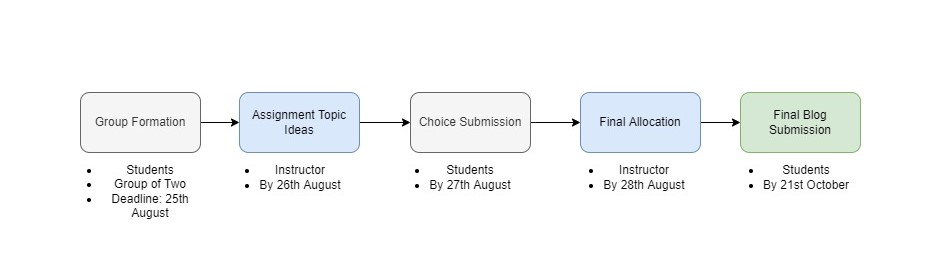 Group Formation
Assignment Topic
Ideas
Choice Submission
Final Allocation
Final Blog
Submission
• Students
• Group of Two
• Deadline: 25th
August
• Instructor
• By 26th August
• Students
• By 27th August
• Instructor
• By 28th August
• Students
• By 21st October